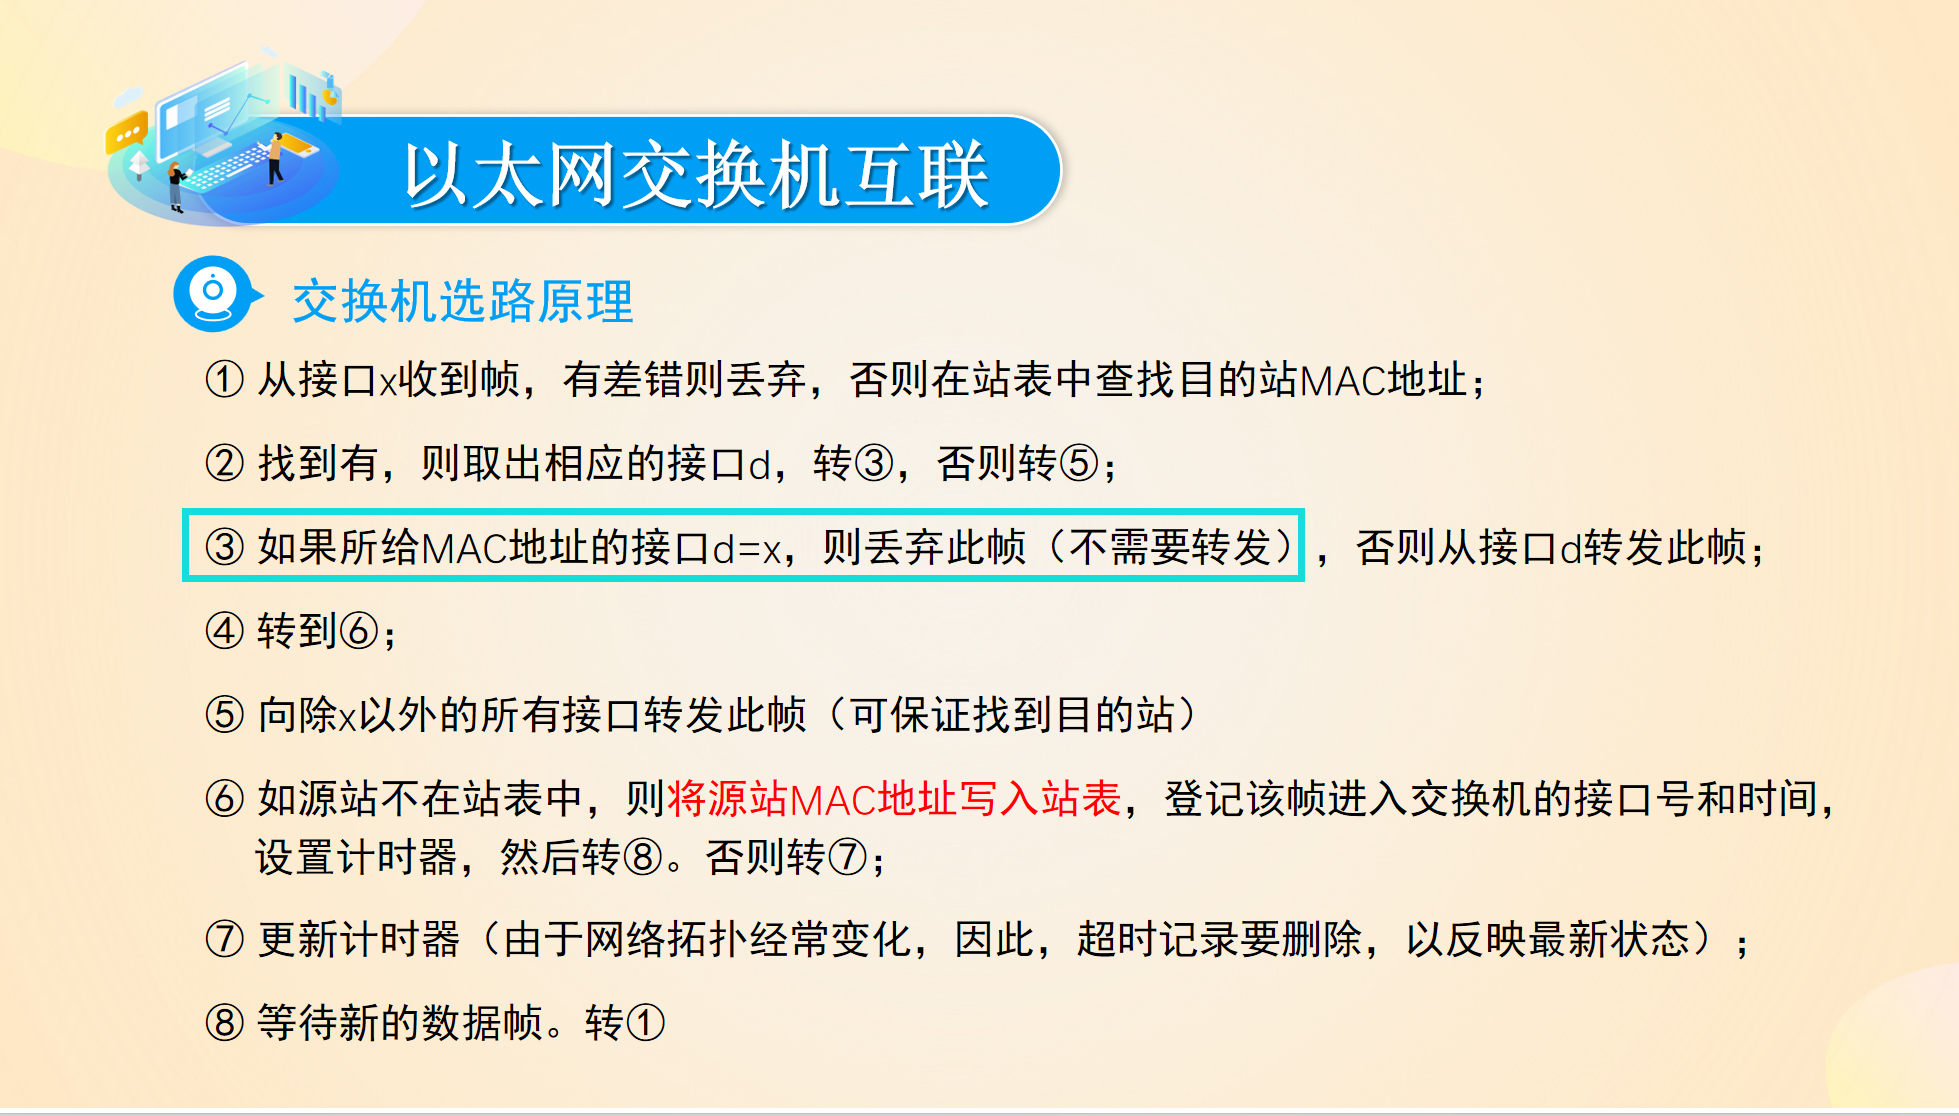 以太网交换机互联
交换机选路原理
① 从接口x收到帧，有差错则丢弃，否则在站表中查找目的站MAC地址；
② 找到有，则取出相应的接口d，转③，否则转⑤；
③ 如果所给MAC地址的接口d=x，则丢弃此帧（不需要转发），否则从接口d转发此帧；
④ 转到⑥；
⑤ 向除x以外的所有接口转发此帧（可保证找到目的站）
⑥ 如源站不在站表中，则将源站MAC地址写入站表，登记该帧进入交换机的接口号和时间，
设置计时器，然后转⑧。否则转⑦；
⑦ 更新计时器（由于网络拓扑经常变化，因此，超时记录要删除，以反映最新状态）；
⑧ 等待新的数据帧。转①